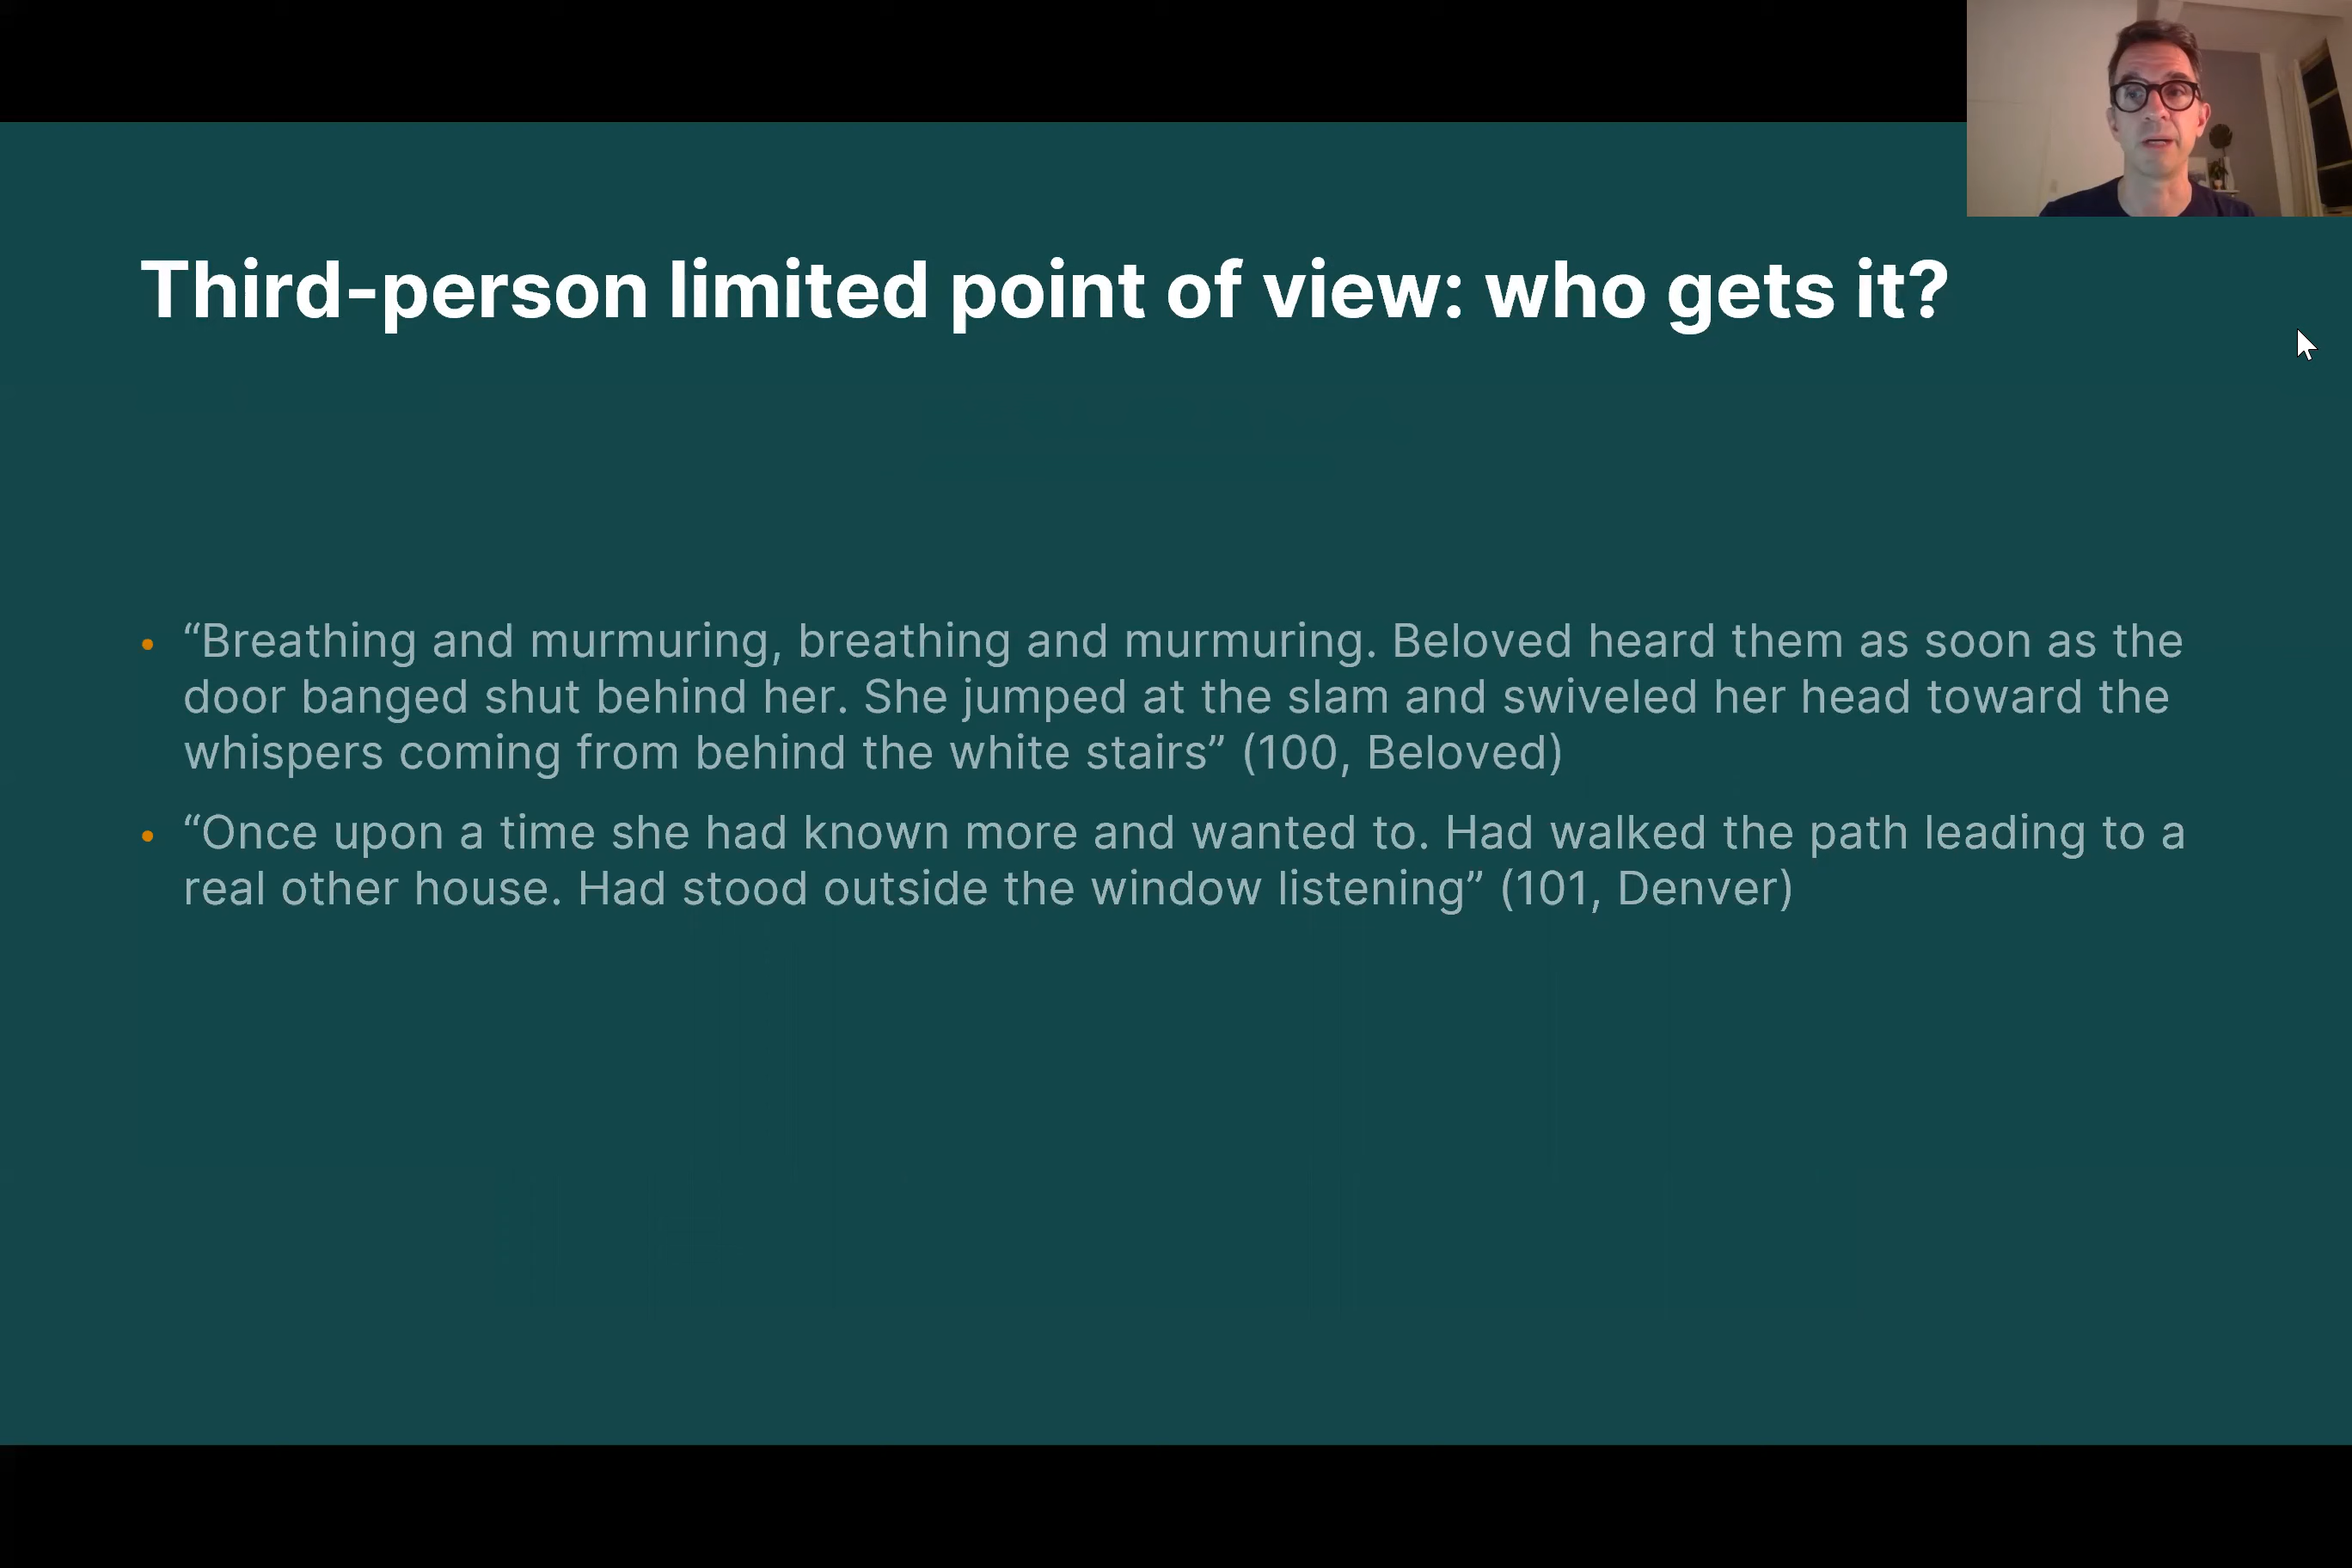 Third-person limited point of view: who gets it?
• “Breathing and murmuring, breathing and murmuring. Beloved heard them as soon as the
door banged shut behind her. She jumped at the slam and swiveled her head toward the
whispers coming from behind the white stairs” (100, Beloved)
• “Once upon a time she had known more and wanted to. Had walked the path leading to a
real other house. Had stood outside the window listening” (101, Denver)